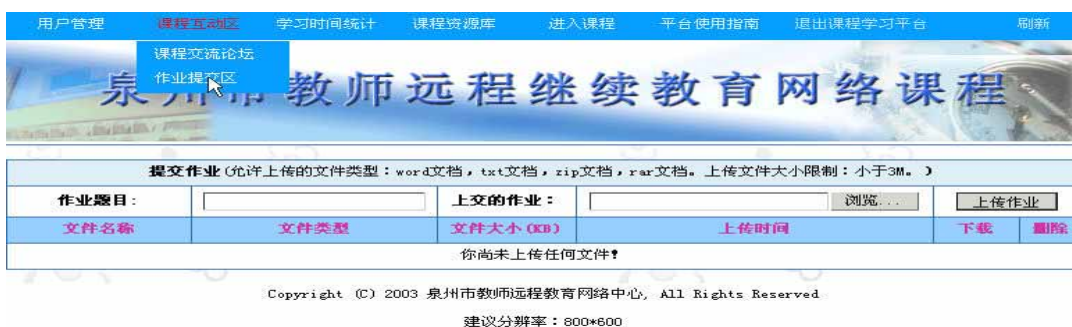 用户管理 课程互动区 学习时间统计 课程资源库 进入课程 平台使用指南 退出课程学习平台 刷新
课程交流论坛
作业提交区
泉州市教师远程继续教育网络课程
提交作业(允许上传的文件类型：word文档，txt文档，zip文档，rar文档。上传文件大小限制：小于3M。)
作业题目： 上交的作业： 浏览... 上传作业
文件名称 文件类型 文件大小(KB) 上传时间 下载 删除
你尚未上传任何文件!
Copyright (C) 2003 泉州市教师远程教育网络中心, All Rights Reserved
建议分辨率：800*600